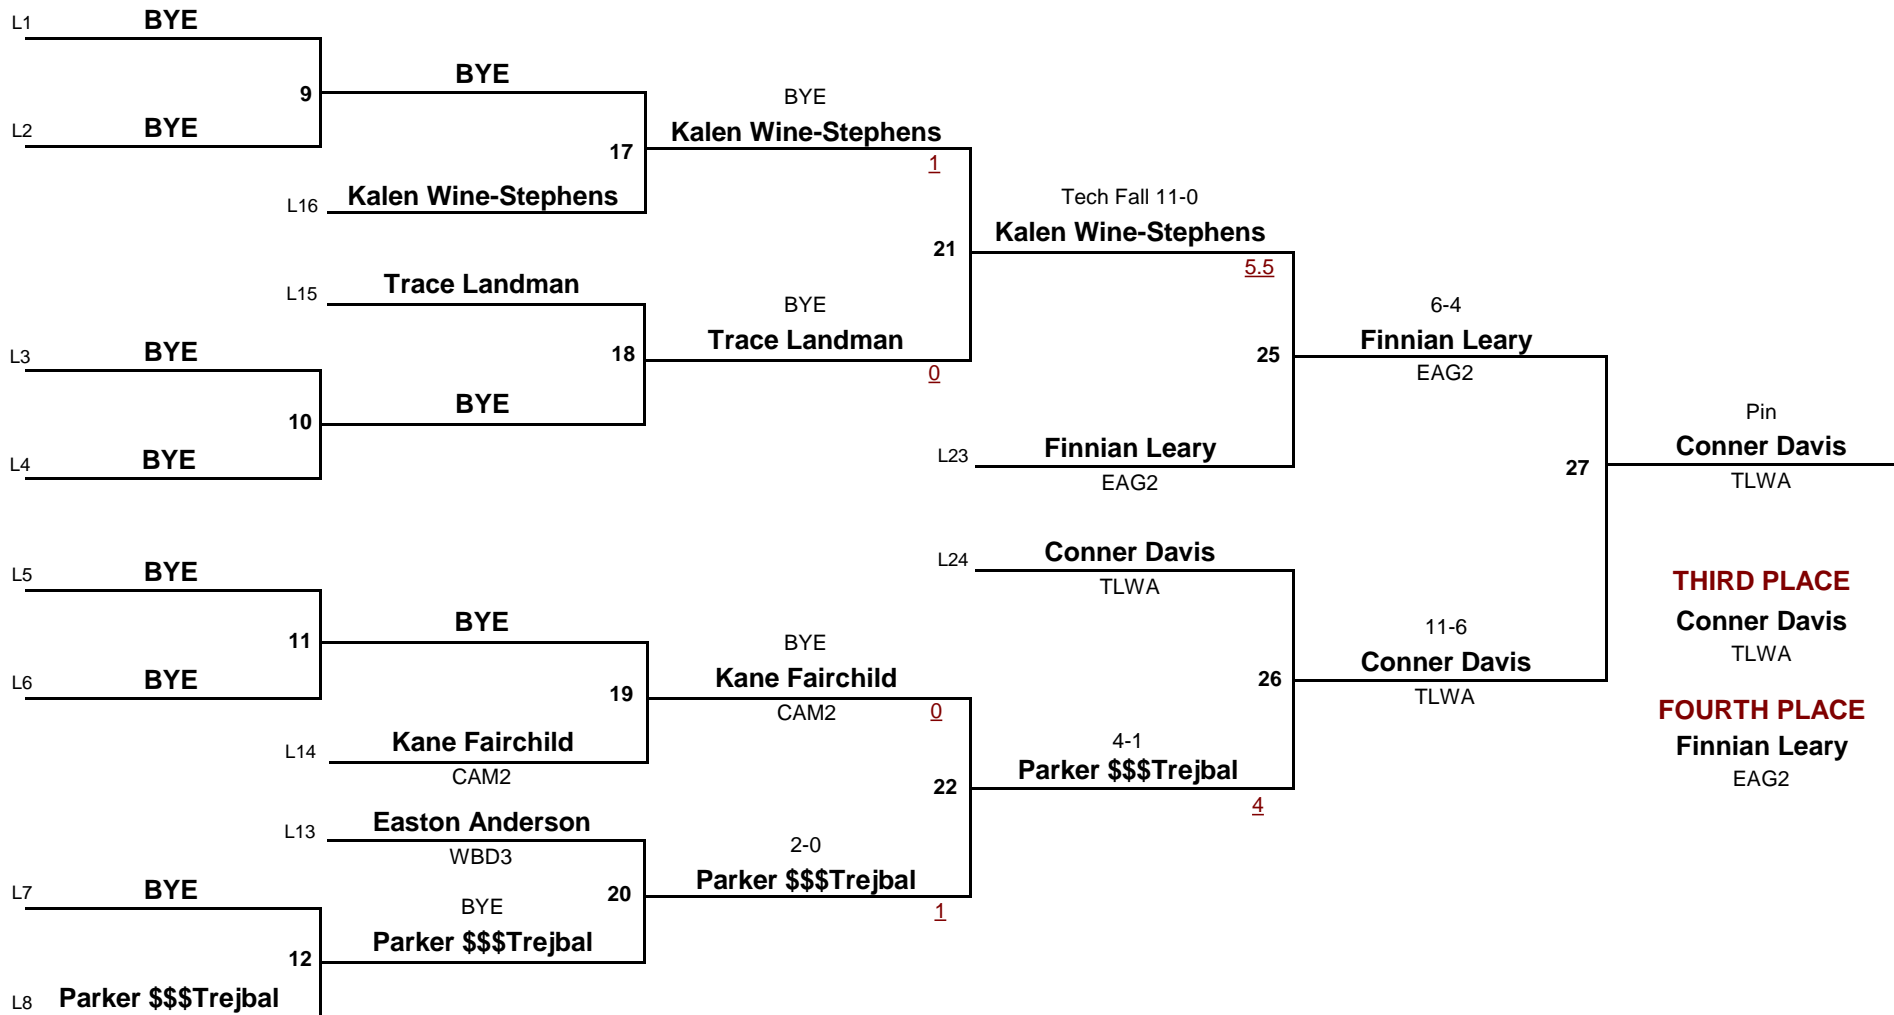 L1 BYE
BYE
9
BYE
L2 BYE
Kalen Wine-Stephens
17
1
L16 Kalen Wine-Stephens
Tech Fall 11-0
Kalen Wine-Stephens
21
5.5
L15 Trace Landman
BYE
6-4
Trace Landman
Finnian Leary
L3 BYE
18
25
0
EAG2
10
BYE
Pin
L4 BYE
L23 Finnian Leary
Conner Davis
27
EAG2
TLWA
L24 Conner Davis
L5 BYE
TLWA
THIRD PLACE
BYE
11-6
Conner Davis
11
BYE
Conner Davis
TLWA
L6 BYE
Kane Fairchild
26
19
CAM2
0
TLWA
FOURTH PLACE
L14 Kane Fairchild
4-1
Finnian Leary
CAM2
Parker $$$Trejbal
EAG2
22
4
L13 Easton Anderson
WBD3
2-0
L7 BYE
20
Parker $$$Trejbal
BYE
1
Parker $$$Trejbal
12
L8 Parker $$$Trejbal